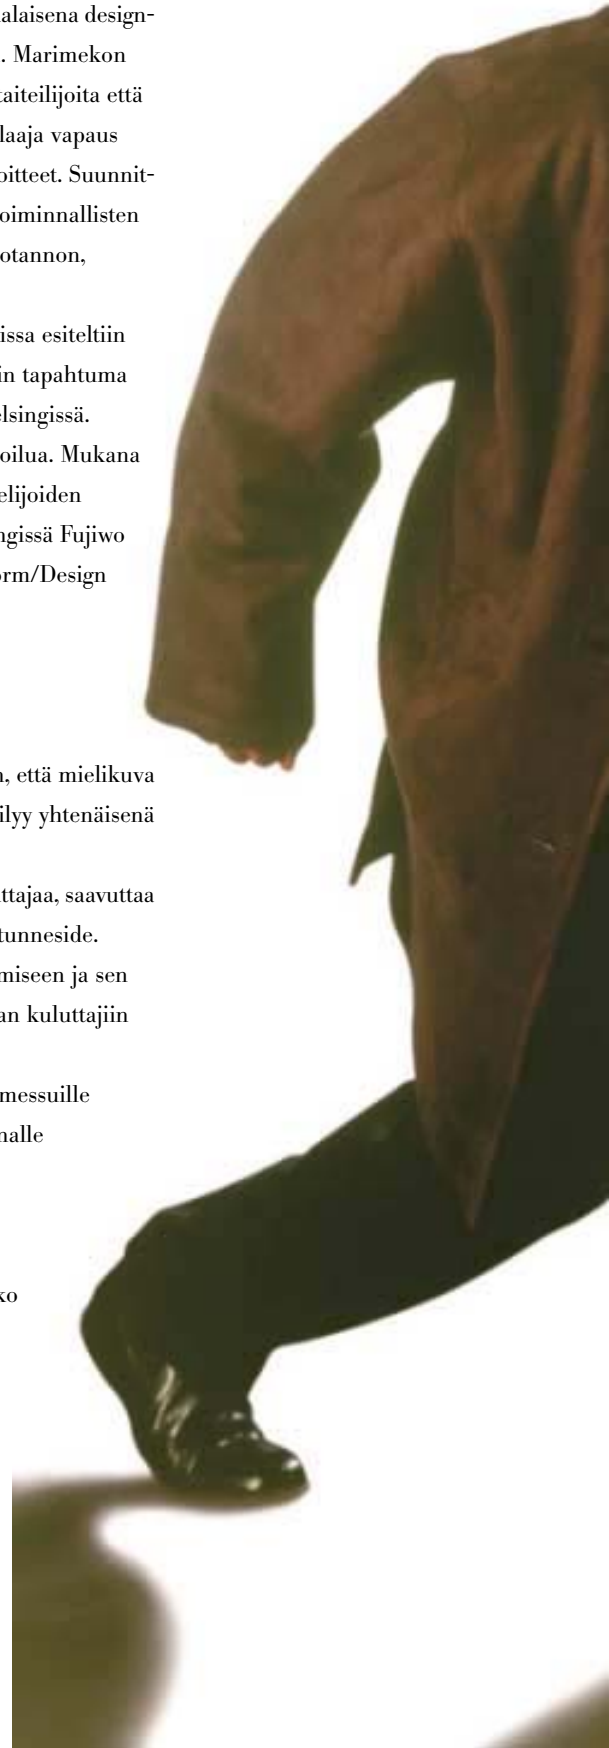 alaisena design-
. Marimekon
taiteilijoita että
laaja vapaus
oitteet. Suunnit-
oiminnallisten
otannon,
issa esiteltiin
in tapahtuma
elsingissä.
oilua. Mukana
elijoiden
ngissä Fujiwo
orm/Design
n, että mielikuva
ilyy yhtenäisenä
ttajaa, saavuttaa
tunneside.
miseen ja sen
an kuluttajiin
messuille
nalle
ko